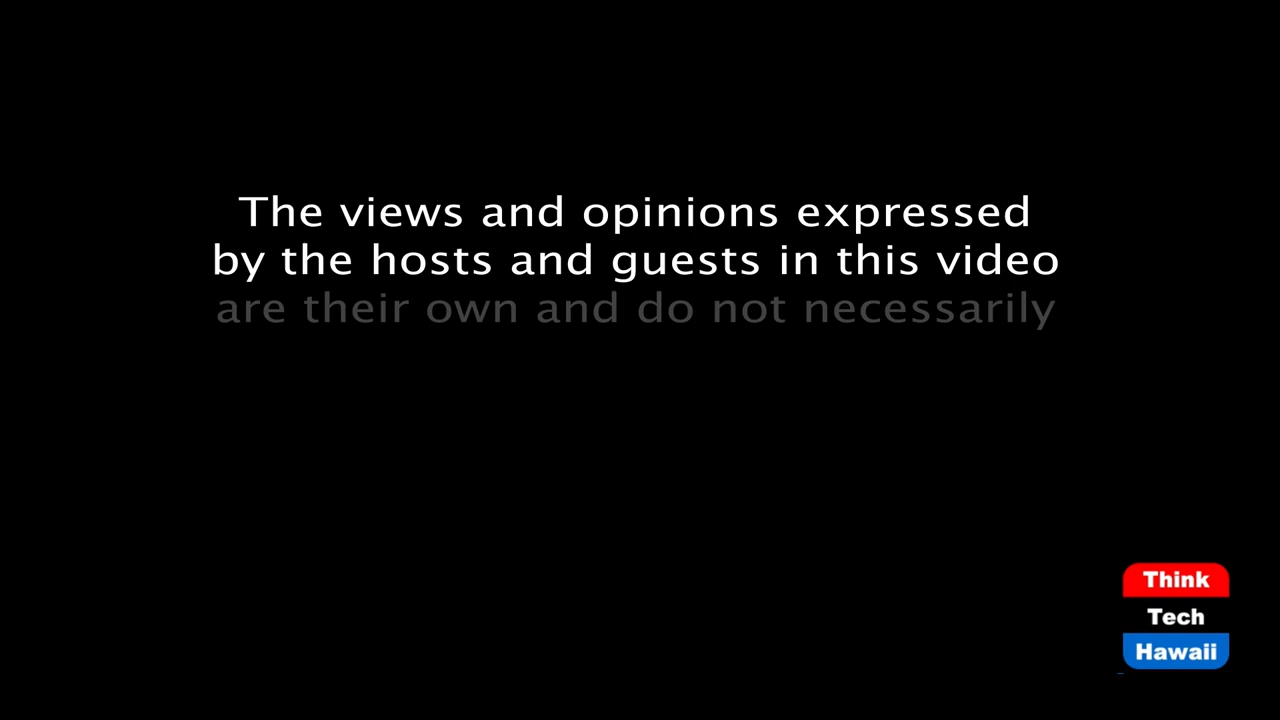 The views and opinions expressed
by the hosts and guests in this video
are their own and do not necessarily
Think
Tech
Hawaii